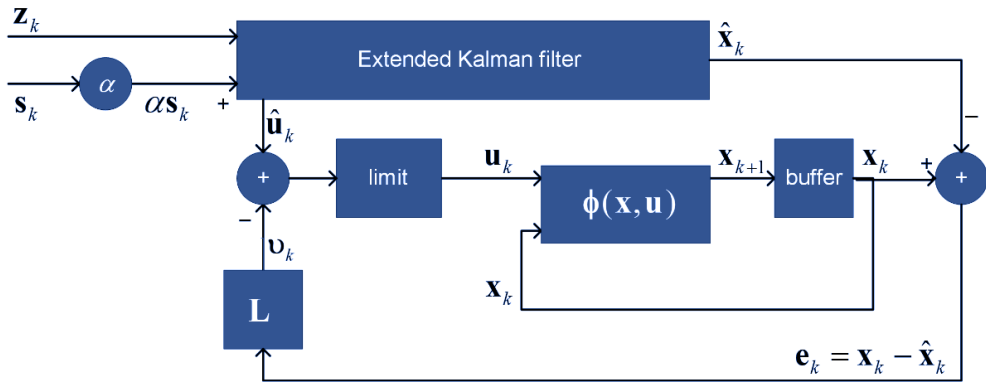 z_k
Extended Kalman filter
x̂_k
α
s_k
αs_k
+
û_k
−
+
limit
u_k
ϕ(x, u)
x_{k+1}
buffer
x_k
+
+
−
υ_k
x_k
L
e_k = x_k − x̂_k